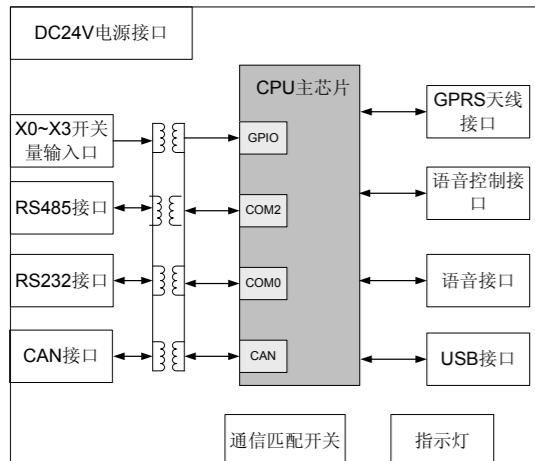 DC24V电源接口
CPU主芯片
X0~X3开关
量输入口
GPIO
GPRS天线
接口
RS485接口
COM2
语音控制接
口
RS232接口
COM0
语音接口
CAN接口
CAN
USB接口
通信匹配开关
指示灯